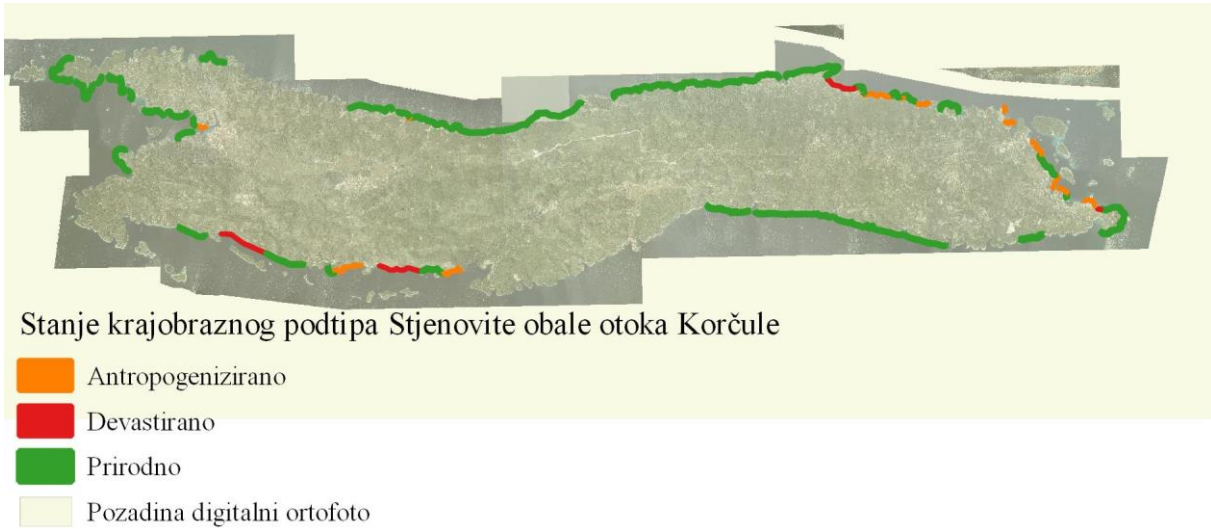 Stanje krajobraznog podtipa Stjenovite obale otoka Korčule
Antropogenizirano
Devastirano
Prirodno
Pozadina digitalni ortofoto